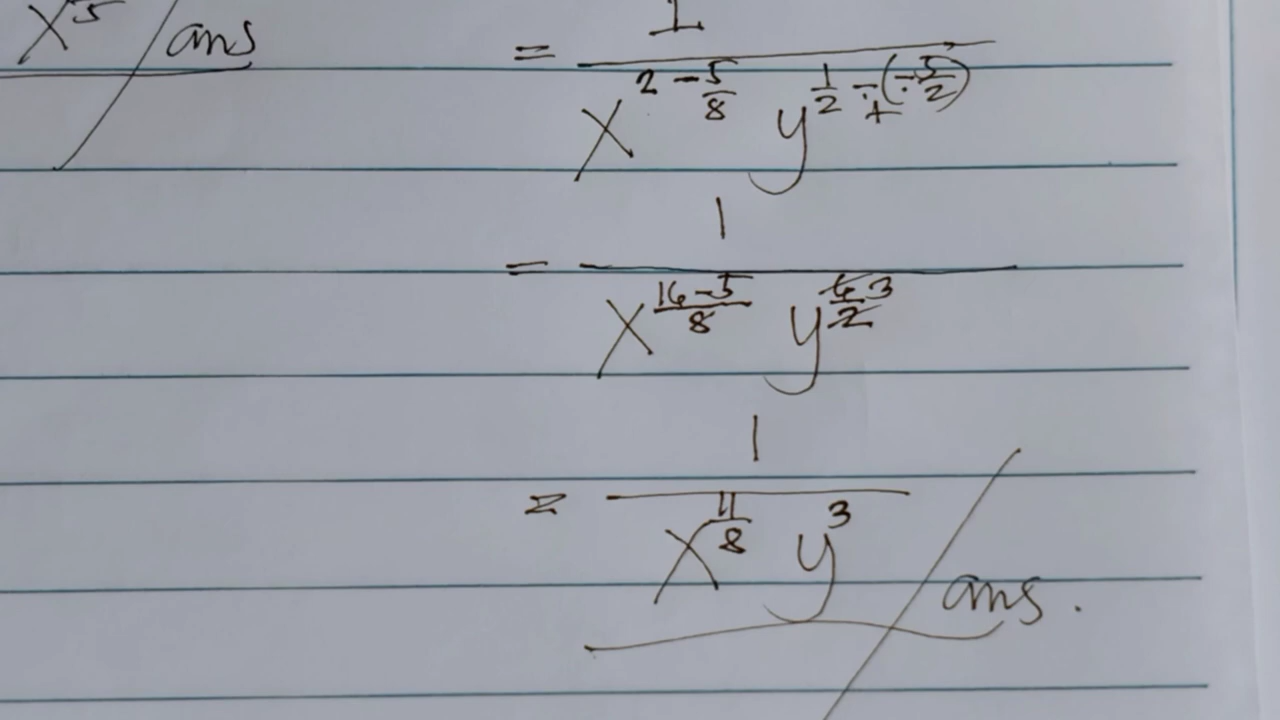 x^5 / ans
= 1 / (x^(2 - 5/8) y^(1/2 ÷ + (-5/2)))
= 1 / (x^((16-5)/8) y^(6/2 3))
= 1 / (x^(11/8) y^3) / ans.